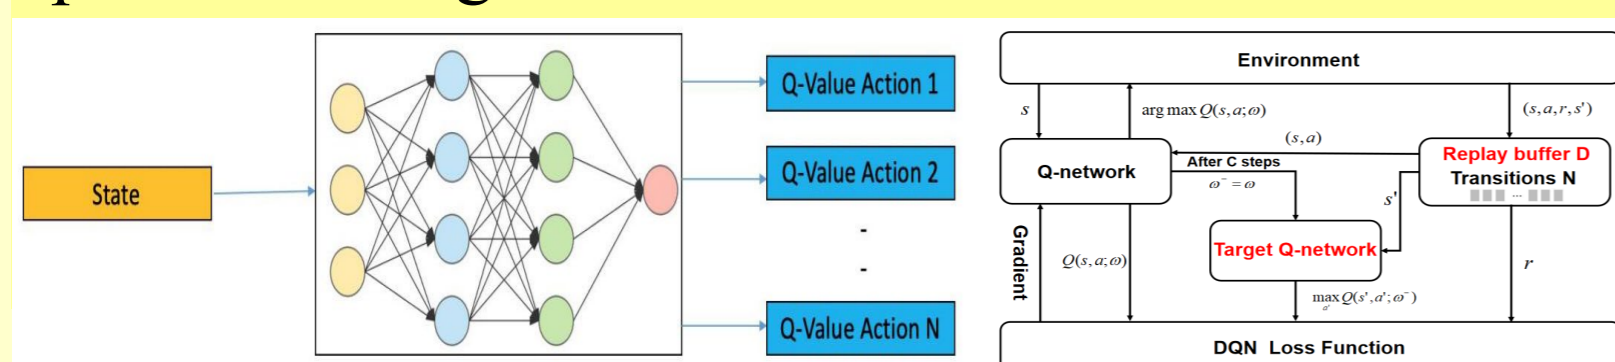 State
Q-Value Action 1
Q-Value Action 2
-
-
Q-Value Action N
Environment
s
arg max Q(s,a;ω)
(s,a,r,s')
(s,a)
Q-network
After C steps
ω⁻ = ω
Replay buffer D
Transitions N
...
s'
Target Q-network
Gradient
Q(s,a;ω)
max Q(s',a';ω⁻)
a'
r
DQN Loss Function